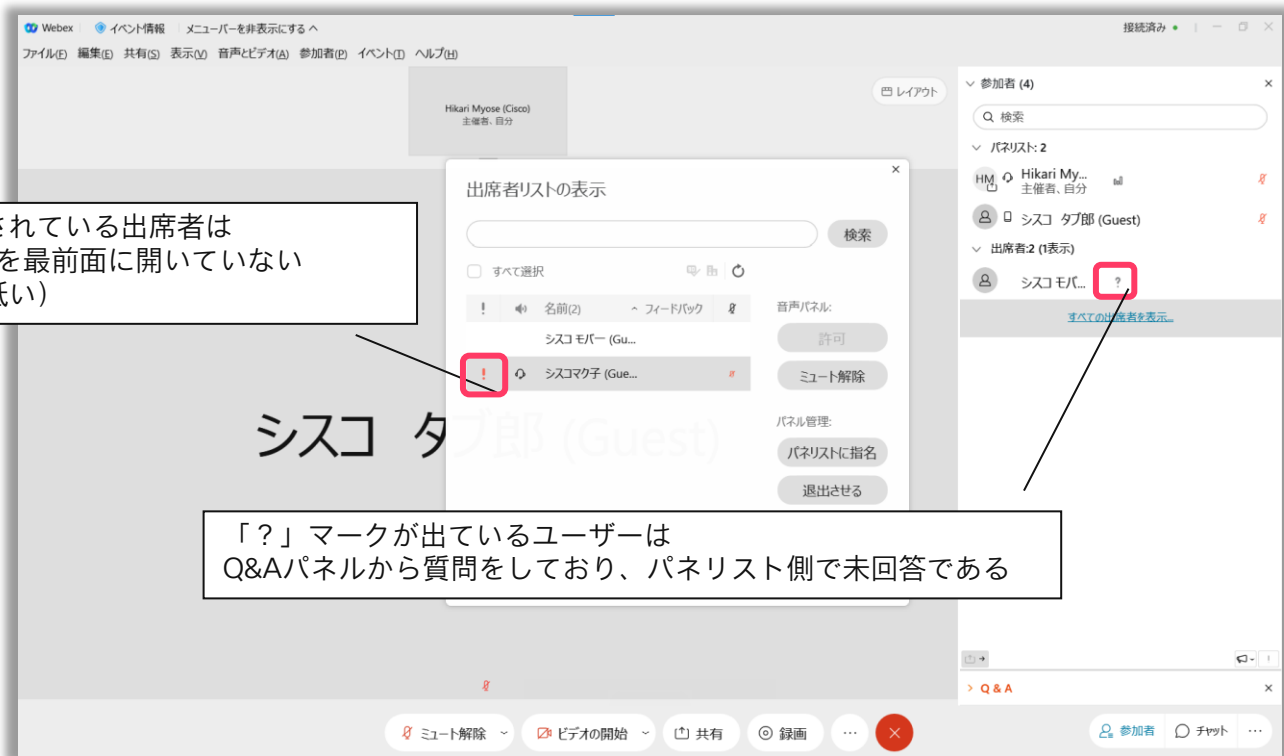 Webex イベント情報 メニューバーを非表示にする 接続済み
ファイル(F) 編集(E) 共有(S) 表示(V) 音声とビデオ(A) 参加者(P) イベント(T) ヘルプ(H)
Hikari Myose (Cisco)
主催者、自分
レイアウト
参加者 (4)
検索
パネリスト: 2
HM Hikari My...
主催者、自分
シスコ タブ郎 (Guest)
出席者:2 (1表示)
シスコ モバ... ?
すべての出席者を表示...
されている出席者は
を最前面に開いていない
低い）
出席者リストの表示
検索
すべて選択
! 名前(2) フィードバック
シスコ モバー (Gu...
! シスコマク子 (Gue...
音声パネル:
許可
ミュート解除
パネル管理:
パネリストに指名
退出させる
シスコ タブ郎 (Guest)
「？」マークが出ているユーザーは
Q&Aパネルから質問をしており、パネリスト側で未回答である
Q & A
ミュート解除 ビデオの開始 共有 録画 ...
参加者 チャット ...